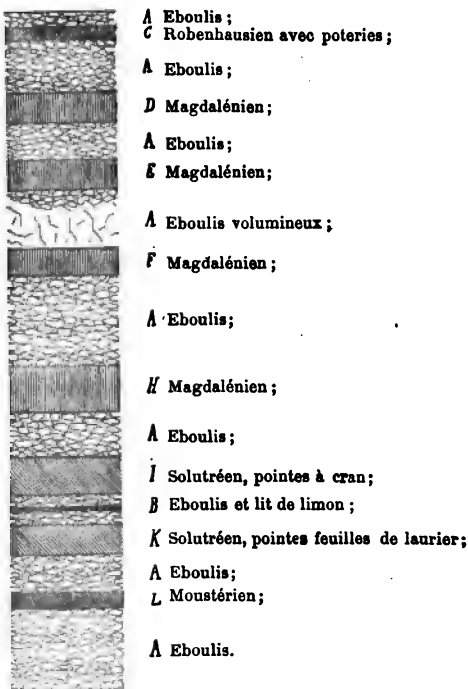 A Eboulis;
C Robenhausien avec poteries;
A Eboulis;
D Magdalénien;
A Eboulis;
E Magdalénien;
A Eboulis volumineux;
F Magdalénien;
A Eboulis;
H Magdalénien;
A Eboulis;
I Solutréen, pointes à cran;
B Eboulis et lit de limon;
K Solutréen, pointes feuilles de laurier;
A Eboulis;
L Moustérien;
A Eboulis.